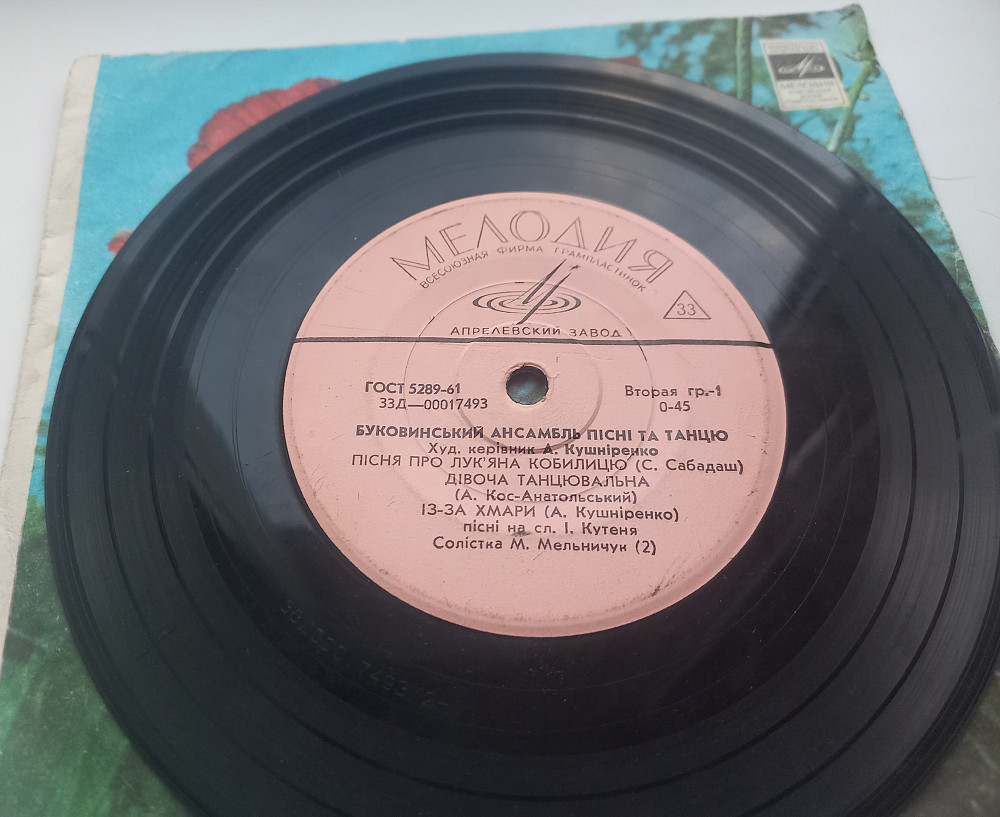 МЕЛОДИЯ
МЕЛОДИЯ
ВСЕСОЮЗНАЯ ФИРМА ГРАМПЛАСТИНОК
33
АПРЕЛЕВСКИЙ ЗАВОД
ГОСТ 5289-61
33Д—00017493
Вторая гр.-1
0-45
БУКОВИНСЬКИЙ АНСАМБЛЬ ПІСНІ ТА ТАНЦЮ
Худ. керівник А. Кушніренко
ПІСНЯ ПРО ЛУК'ЯНА КОБИЛИЦЮ (С. Сабадаш)
ДІВОЧА ТАНЦЮВАЛЬНА
(А. Кос-Анатольський)
ІЗ-ЗА ХМАРИ (А. Кушніренко)
пісні на сл. І. Кутеня
Солістка М. Мельничук (2)